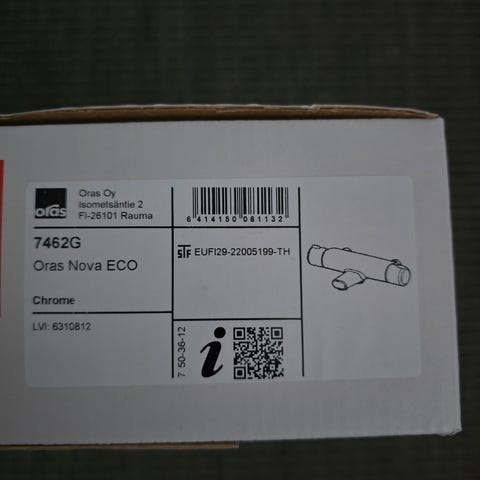 oras
Oras Oy
Isometsäntie 2
FI-26101 Rauma
7462G
Oras Nova ECO
Chrome
LVI: 6310812
6 414150 081132
STF EUFI29-22005199-TH
7 50-36-12
i